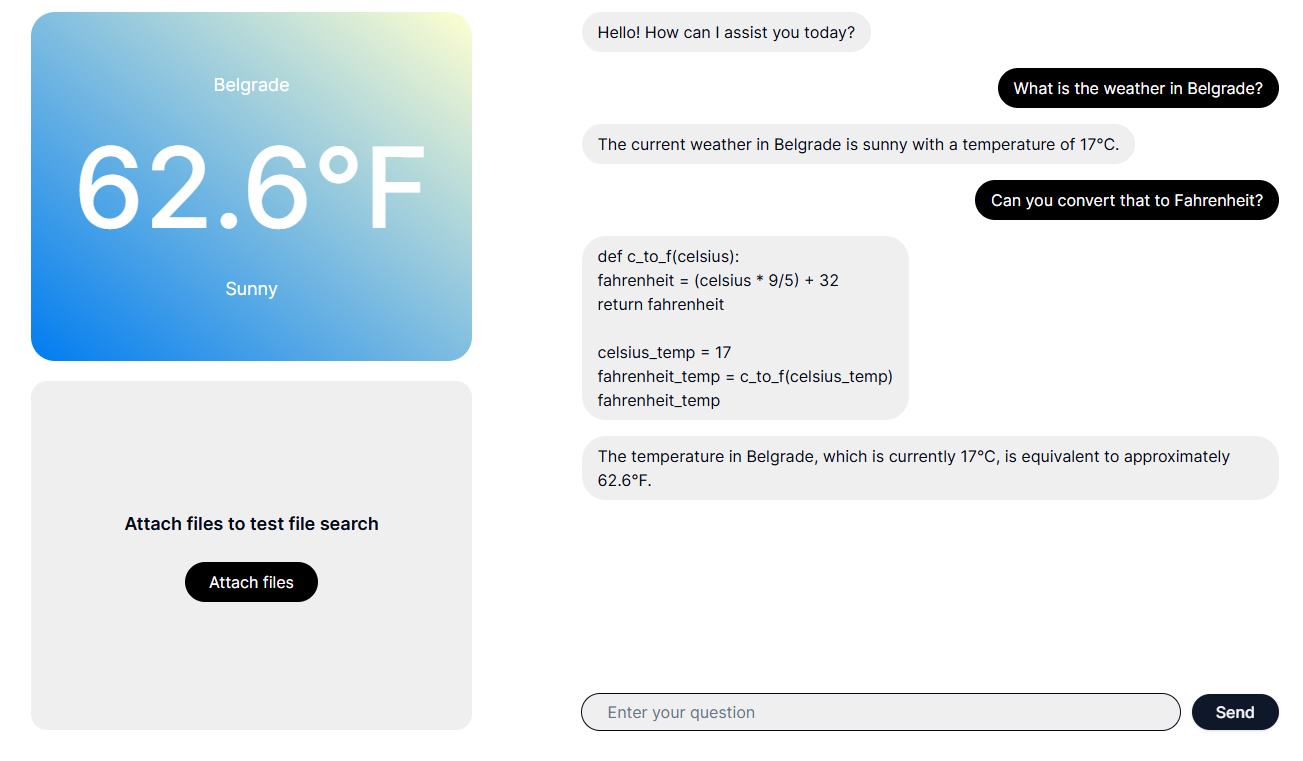 Belgrade
62.6°F
Sunny
Attach files to test file search
Attach files
Hello! How can I assist you today?
What is the weather in Belgrade?
The current weather in Belgrade is sunny with a temperature of 17°C.
Can you convert that to Fahrenheit?
def c_to_f(celsius):
fahrenheit = (celsius * 9/5) + 32
return fahrenheit
celsius_temp = 17
fahrenheit_temp = c_to_f(celsius_temp)
fahrenheit_temp
The temperature in Belgrade, which is currently 17°C, is equivalent to approximately
62.6°F.
Enter your question
Send